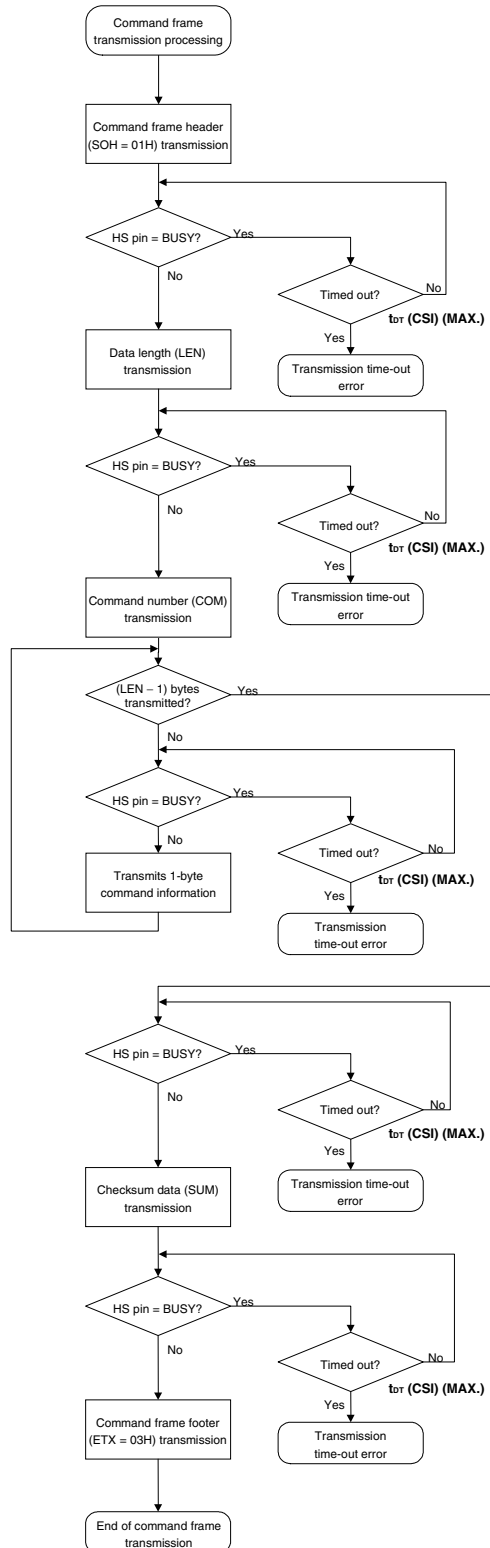 Command frame
transmission processing
Command frame header
(SOH = 01H) transmission
HS pin = BUSY?
Yes
No
Timed out?
No
tDT (CSI) (MAX.)
Yes
Data length (LEN)
transmission
Transmission time-out
error
HS pin = BUSY?
Yes
No
Timed out?
No
tDT (CSI) (MAX.)
Yes
Command number (COM)
transmission
Transmission time-out
error
(LEN – 1) bytes
transmitted?
Yes
No
HS pin = BUSY?
Yes
No
Timed out?
No
tDT (CSI) (MAX.)
Yes
Transmits 1-byte
command information
Transmission
time-out error
HS pin = BUSY?
Yes
No
Timed out?
No
tDT (CSI) (MAX.)
Yes
Checksum data (SUM)
transmission
Transmission time-out
error
HS pin = BUSY?
Yes
No
Timed out?
No
tDT (CSI) (MAX.)
Yes
Command frame footer
(ETX = 03H) transmission
Transmission
time-out error
End of command frame
transmission